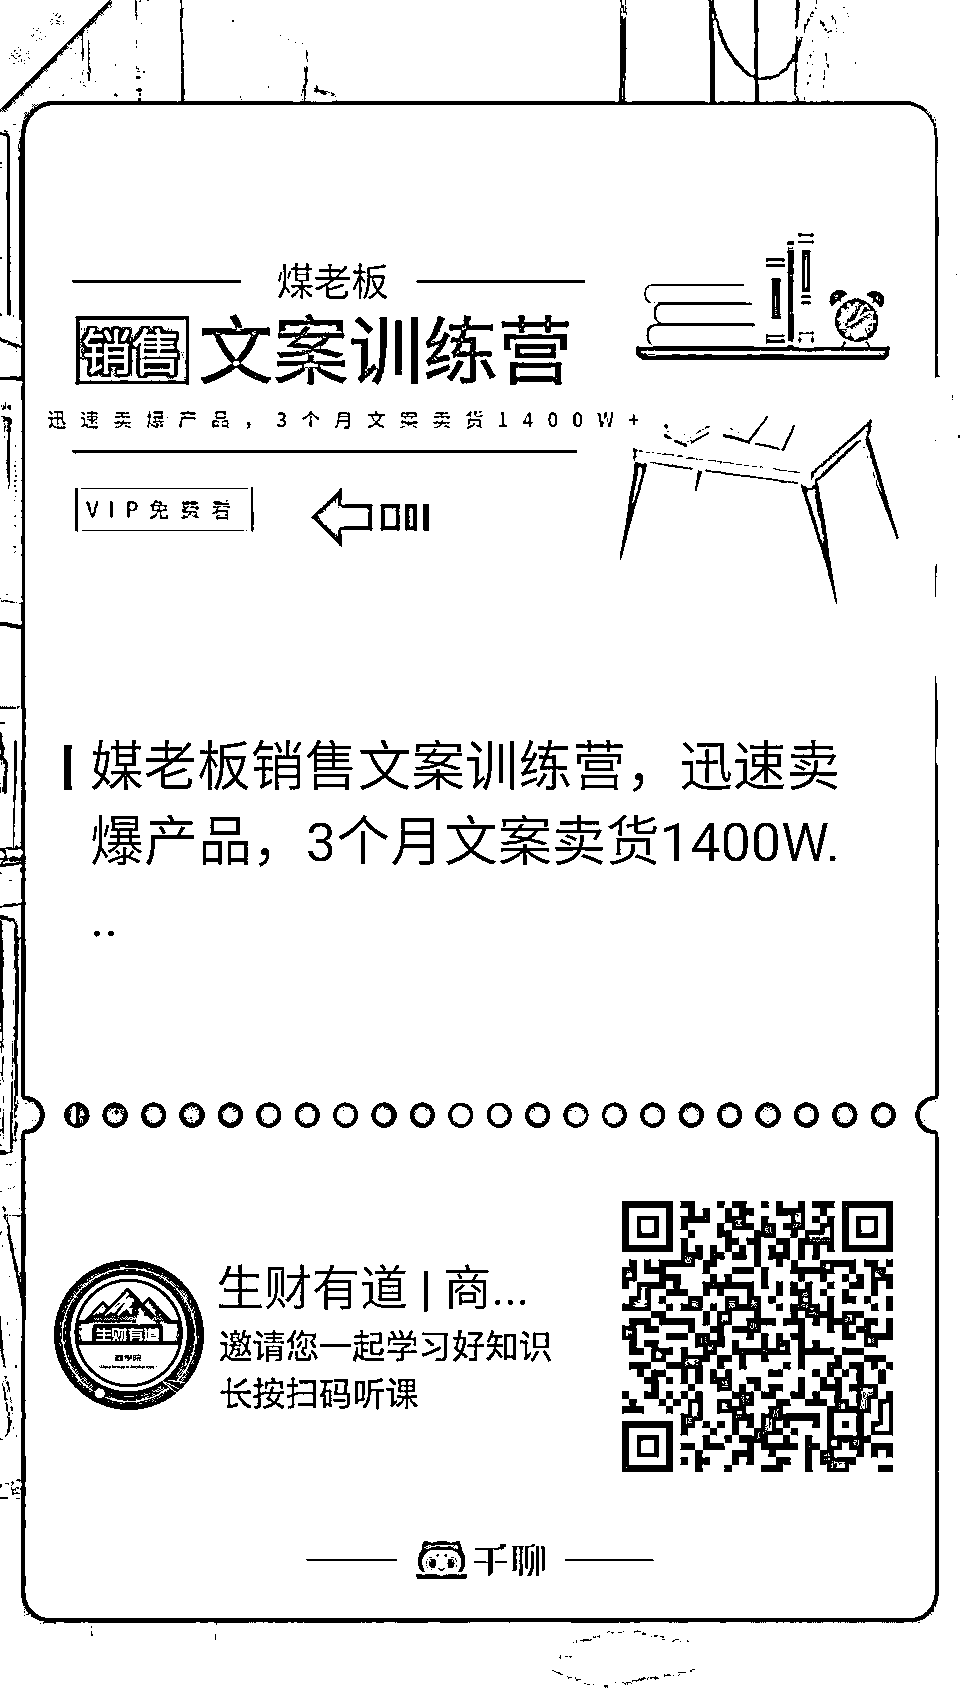 煤老板
销售文案训练营
迅速卖爆产品，3个月文案卖货1400W+
VIP免费看
媒老板销售文案训练营，迅速卖
爆产品，3个月文案卖货1400W.
..
生财有道
商学院
生财有道 | 商...
邀请您一起学习好知识
长按扫码听课
千聊